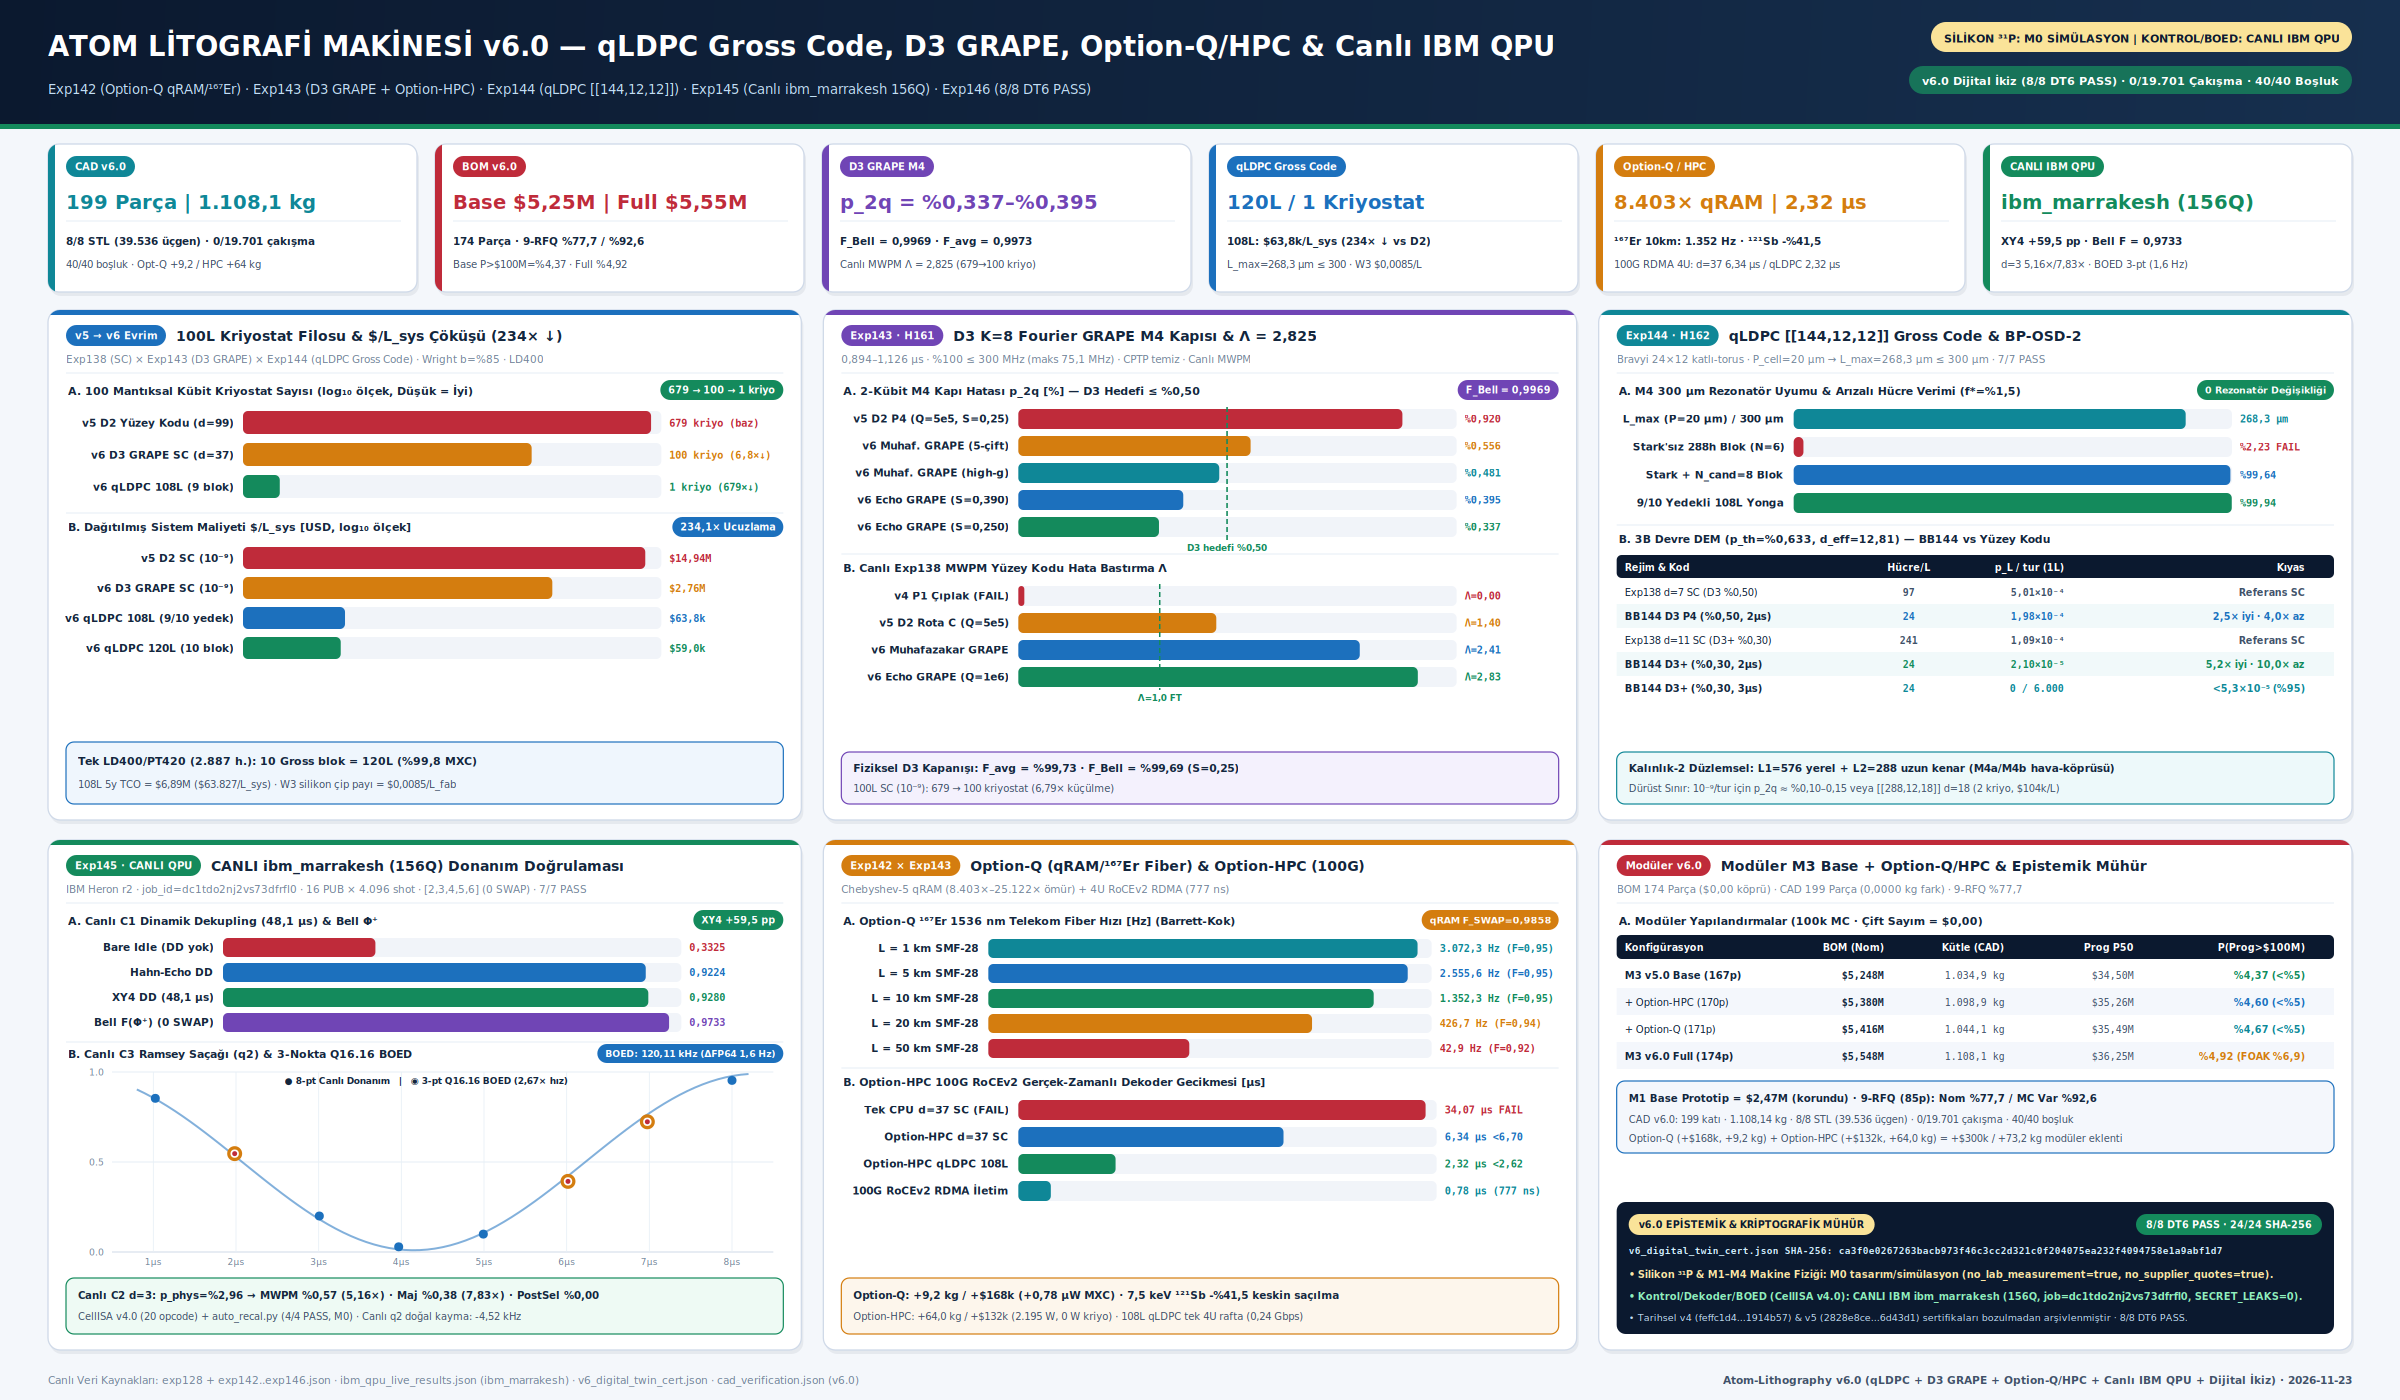 ATOM LİTOGRAFİ MAKİNESİ v6.0 — qLDPC Gross Code, D3 GRAPE, Option-Q/HPC & Canlı IBM QPU
Exp142 (Option-Q qRAM/¹⁶⁷Er) · Exp143 (D3 GRAPE + Option-HPC) · Exp144 (qLDPC [[144,12,12]]) · Exp145 (Canlı ibm_marrakesh 156Q) · Exp146 (8/8 DT6 PASS)
SİLİKON ³¹P: M0 SİMÜLASYON | KONTROL/BOED: CANLI IBM QPU
v6.0 Dijital İkiz (8/8 DT6 PASS) · 0/19.701 Çakışma · 40/40 Boşluk
CAD v6.0
199 Parça | 1.108,1 kg
8/8 STL (39.536 üçgen) · 0/19.701 çakışma
40/40 boşluk · Opt-Q +9,2 / HPC +64 kg
BOM v6.0
Base $5,25M | Full $5,55M
174 Parça · 9-RFQ %77,7 / %92,6
Base P>$100M=%4,37 · Full %4,92
D3 GRAPE M4
p_2q = %0,337–%0,395
F_Bell = 0,9969 · F_avg = 0,9973
Canlı MWPM Λ = 2,825 (679→100 kriyo)
qLDPC Gross Code
120L / 1 Kriyostat
108L: $63,8k/L_sys (234× ↓ vs D2)
L_max=268,3 µm ≤ 300 · W3 $0,0085/L
Option-Q / HPC
8.403× qRAM | 2,32 µs
¹⁶⁷Er 10km: 1.352 Hz · ¹²¹Sb -%41,5
100G RDMA 4U: d=37 6,34 µs / qLDPC 2,32 µs
CANLI IBM QPU
ibm_marrakesh (156Q)
XY4 +59,5 pp · Bell F = 0,9733
d=3 5,16×/7,83× · BOED 3-pt (1,6 Hz)
v5 → v6 Evrim
100L Kriyostat Filosu & $/L_sys Çöküşü (234× ↓)
Exp138 (SC) × Exp143 (D3 GRAPE) × Exp144 (qLDPC Gross Code) · Wright b=%85 · LD400
A. 100 Mantıksal Kübit Kriyostat Sayısı (log₁₀ ölçek, Düşük = İyi)
679 → 100 → 1 kriyo
v5 D2 Yüzey Kodu (d=99) 679 kriyo (baz)
v6 D3 GRAPE SC (d=37) 100 kriyo (6,8×↓)
v6 qLDPC 108L (9 blok) 1 kriyo (679×↓)
B. Dağıtılmış Sistem Maliyeti $/L_sys [USD, log₁₀ ölçek]
234,1× Ucuzlama
v5 D2 SC (10⁻⁹) $14,94M
v6 D3 GRAPE SC (10⁻⁹) $2,76M
v6 qLDPC 108L (9/10 yedek) $63,8k
v6 qLDPC 120L (10 blok) $59,0k
Tek LD400/PT420 (2.887 h.): 10 Gross blok = 120L (%99,8 MXC)
108L 5y TCO = $6,89M ($63.827/L_sys) · W3 silikon çip payı = $0,0085/L_fab
Exp143 · H161
D3 K=8 Fourier GRAPE M4 Kapısı & Λ = 2,825
0,894–1,126 µs · %100 ≤ 300 MHz (maks 75,1 MHz) · CPTP temiz · Canlı MWPM
A. 2-Kübit M4 Kapı Hatası p_2q [%] — D3 Hedefi ≤ %0,50
F_Bell = 0,9969
v5 D2 P4 (Q=5e5, S=0,25) %0,920
v6 Muhaf. GRAPE (5-çift) %0,556
v6 Muhaf. GRAPE (high-g) %0,481
v6 Echo GRAPE (S=0,390) %0,395
v6 Echo GRAPE (S=0,250) %0,337
D3 hedefi %0,50
B. Canlı Exp138 MWPM Yüzey Kodu Hata Bastırma Λ
v4 P1 Çıplak (FAIL) Λ=0,00
v5 D2 Rota C (Q=5e5) Λ=1,40
v6 Muhafazakar GRAPE Λ=2,41
v6 Echo GRAPE (Q=1e6) Λ=2,83
Λ=1,0 FT
Fiziksel D3 Kapanışı: F_avg = %99,73 · F_Bell = %99,69 (S=0,25)
100L SC (10⁻⁹): 679 → 100 kriyostat (6,79× küçülme)
Exp144 · H162
qLDPC [[144,12,12]] Gross Code & BP-OSD-2
Bravyi 24×12 katlı-torus · P_cell=20 µm → L_max=268,3 µm ≤ 300 µm · 7/7 PASS
A. M4 300 µm Rezonatör Uyumu & Arızalı Hücre Verimi (f*=%1,5)
0 Rezonatör Değişikliği
L_max (P=20 µm) / 300 µm 268,3 µm
Stark'sız 288h Blok (N=6) %2,23 FAIL
Stark + N_cand=8 Blok %99,64
9/10 Yedekli 108L Yonga %99,94
B. 3B Devre DEM (p_th=%0,633, d_eff=12,81) — BB144 vs Yüzey Kodu
Rejim & Kod Hücre/L p_L / tur (1L) Kıyas
Exp138 d=7 SC (D3 %0,50) 97 5,01×10⁻⁴ Referans SC
BB144 D3 P4 (%0,50, 2µs) 24 1,98×10⁻⁴ 2,5× iyi · 4,0× az
Exp138 d=11 SC (D3+ %0,30) 241 1,09×10⁻⁴ Referans SC
BB144 D3+ (%0,30, 2µs) 24 2,10×10⁻⁵ 5,2× iyi · 10,0× az
BB144 D3+ (%0,30, 3µs) 24 0 / 6.000 <5,3×10⁻⁵ (%95)
Kalınlık-2 Düzlemsel: L1=576 yerel + L2=288 uzun kenar (M4a/M4b hava-köprüsü)
Dürüst Sınır: 10⁻⁹/tur için p_2q ≈ %0,10–0,15 veya [[288,12,18]] d=18 (2 kriyo, $104k/L)
Exp145 · CANLI QPU
CANLI ibm_marrakesh (156Q) Donanım Doğrulaması
IBM Heron r2 · job_id=dc1tdo2nj2vs73dfrfl0 · 16 PUB × 4.096 shot · [2,3,4,5,6] (0 SWAP) · 7/7 PASS
A. Canlı C1 Dinamik Dekupling (48,1 µs) & Bell Φ⁺
XY4 +59,5 pp
Bare Idle (DD yok) 0,3325
Hahn-Echo DD 0,9224
XY4 DD (48,1 µs) 0,9280
Bell F(Φ⁺) (0 SWAP) 0,9733
B. Canlı C3 Ramsey Saçağı (q2) & 3-Nokta Q16.16 BOED
BOED: 120,11 kHz (ΔFP64 1,6 Hz)
● 8-pt Canlı Donanım | ◉ 3-pt Q16.16 BOED (2,67× hız)
1.0
0.5
0.0
1µs 2µs 3µs 4µs 5µs 6µs 7µs 8µs
Canlı C2 d=3: p_phys=%2,96 → MWPM %0,57 (5,16×) · Maj %0,38 (7,83×) · PostSel %0,00
CellISA v4.0 (20 opcode) + auto_recal.py (4/4 PASS, M0) · Canlı q2 doğal kayma: -4,52 kHz
Exp142 × Exp143
Option-Q (qRAM/¹⁶⁷Er Fiber) & Option-HPC (100G)
Chebyshev-5 qRAM (8.403×–25.122× ömür) + 4U RoCEv2 RDMA (777 ns)
A. Option-Q ¹⁶⁷Er 1536 nm Telekom Fiber Hızı [Hz] (Barrett-Kok)
qRAM F_SWAP=0,9858
L = 1 km SMF-28 3.072,3 Hz (F=0,95)
L = 5 km SMF-28 2.555,6 Hz (F=0,95)
L = 10 km SMF-28 1.352,3 Hz (F=0,95)
L = 20 km SMF-28 426,7 Hz (F=0,94)
L = 50 km SMF-28 42,9 Hz (F=0,92)
B. Option-HPC 100G RoCEv2 Gerçek-Zamanlı Dekoder Gecikmesi [µs]
Tek CPU d=37 SC (FAIL) 34,07 µs FAIL
Option-HPC d=37 SC 6,34 µs <6,70
Option-HPC qLDPC 108L 2,32 µs <2,62
100G RoCEv2 RDMA İletim 0,78 µs (777 ns)
Option-Q: +9,2 kg / +$168k (+0,78 µW MXC) · 7,5 keV ¹²¹Sb -%41,5 keskin saçılma
Option-HPC: +64,0 kg / +$132k (2.195 W, 0 W kriyo) · 108L qLDPC tek 4U rafta (0,24 Gbps)
Modüler v6.0
Modüler M3 Base + Option-Q/HPC & Epistemik Mühür
BOM 174 Parça ($0,00 köprü) · CAD 199 Parça (0,0000 kg fark) · 9-RFQ %77,7
A. Modüler Yapılandırmalar (100k MC · Çift Sayım = $0,00)
Konfigürasyon BOM (Nom) Kütle (CAD) Prog P50 P(Prog>$100M)
M3 v5.0 Base (167p) $5,248M 1.034,9 kg $34,50M %4,37 (<%5)
+ Option-HPC (170p) $5,380M 1.098,9 kg $35,26M %4,60 (<%5)
+ Option-Q (171p) $5,416M 1.044,1 kg $35,49M %4,67 (<%5)
M3 v6.0 Full (174p) $5,548M 1.108,1 kg $36,25M %4,92 (FOAK %6,9)
M1 Base Prototip = $2,47M (korundu) · 9-RFQ (85p): Nom %77,7 / MC Var %92,6
CAD v6.0: 199 katı · 1.108,14 kg · 8/8 STL (39.536 üçgen) · 0/19.701 çakışma · 40/40 boşluk
Option-Q (+$168k, +9,2 kg) + Option-HPC (+$132k, +64,0 kg) = +$300k / +73,2 kg modüler eklenti
v6.0 EPİSTEMİK & KRİPTOGRAFİK MÜHÜR
8/8 DT6 PASS · 24/24 SHA-256
v6_digital_twin_cert.json SHA-256: ca3f0e0267263bacb973f46c3cc2d321c0f204075ea232f4094758e1a9abf1d7
• Silikon ³¹P & M1–M4 Makine Fiziği: M0 tasarım/simülasyon (no_lab_measurement=true, no_supplier_quotes=true).
• Kontrol/Dekoder/BOED (CellISA v4.0): CANLI IBM ibm_marrakesh (156Q, job=dc1tdo2nj2vs73dfrfl0, SECRET_LEAKS=0).
• Tarihsel v4 (feffc1d4...1914b57) & v5 (2828e8ce...6d43d1) sertifikaları bozulmadan arşivlenmiştir · 8/8 DT6 PASS.
Canlı Veri Kaynakları: exp128 + exp142..exp146.json · ibm_qpu_live_results.json (ibm_marrakesh) · v6_digital_twin_cert.json · cad_verification.json (v6.0)
Atom-Lithography v6.0 (qLDPC + D3 GRAPE + Option-Q/HPC + Canlı IBM QPU + Dijital İkiz) · 2026-11-23